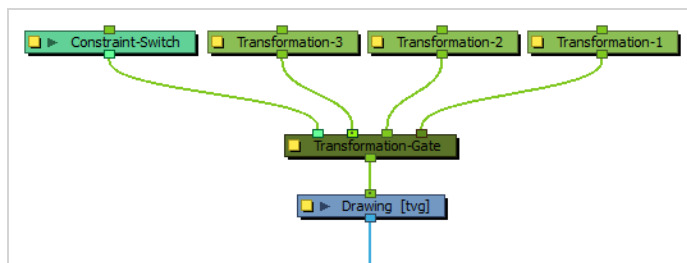 Constraint-Switch
Transformation-3
Transformation-2
Transformation-1
Transformation-Gate
Drawing [tvg]